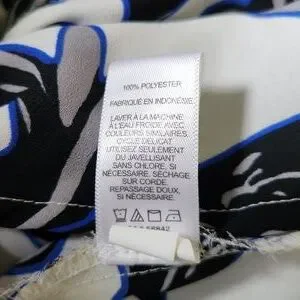 100% POLYESTER
FABRIQUÉ EN INDONÉSIE
LAVER À LA MACHINE
À L'EAU FROIDE AVEC
COULEURS SIMILAIRES,
CYCLE DÉLICAT
UTILISEZ SEULEMENT
DU JAVELLISANT
SANS CHLORE, SI
NÉCESSAIRE, SÉCHAGE
SUR CORDE
REPASSAGE DOUX,
SI NÉCESSAIRE